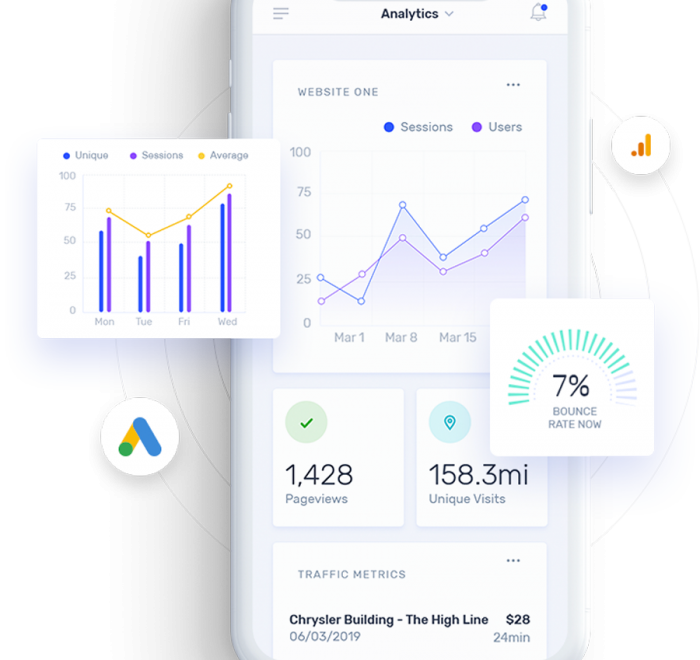 Analytics
WEBSITE ONE
...
Sessions Users
100
75
50
25
0
Mar 1 Mar 8 Mar 15
Unique Sessions Average
100
75
50
25
0
Mon Tue Fri Wed
7%
BOUNCE
RATE NOW
1,428
Pageviews
158.3mi
Unique Visits
TRAFFIC METRICS
...
Chrysler Building - The High Line $28
06/03/2019 24min